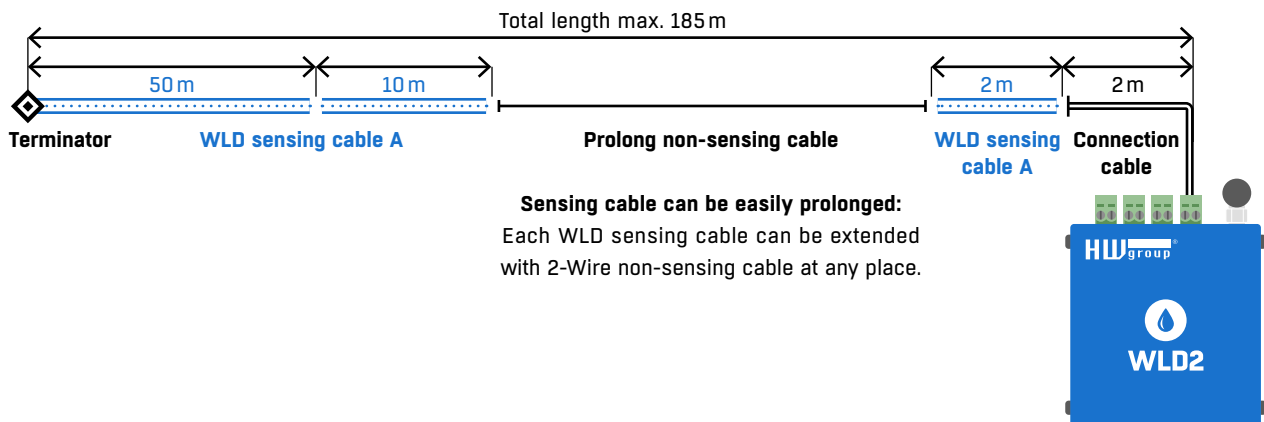 Total length max. 185 m
50 m
10 m
2 m
2 m
Terminator
WLD sensing cable A
Prolong non-sensing cable
WLD sensing
cable A
Connection
cable
Sensing cable can be easily prolonged:
Each WLD sensing cable can be extended
with 2-Wire non-sensing cable at any place.
HW group®
WLD2